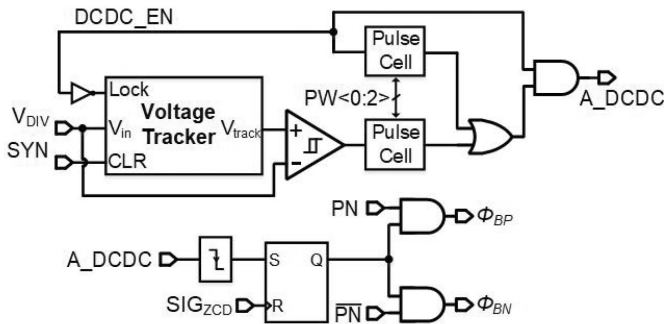 DCDC_EN
Pulse
Cell
Lock
PW<0:2>
A_DCDC
Voltage
Tracker
V_DIV
V_in
V_track
+
-
SYN
CLR
Pulse
Cell
PN
Φ_BP
A_DCDC
S
Q
SIG_ZCD
R
P̅N̅
Φ_BN